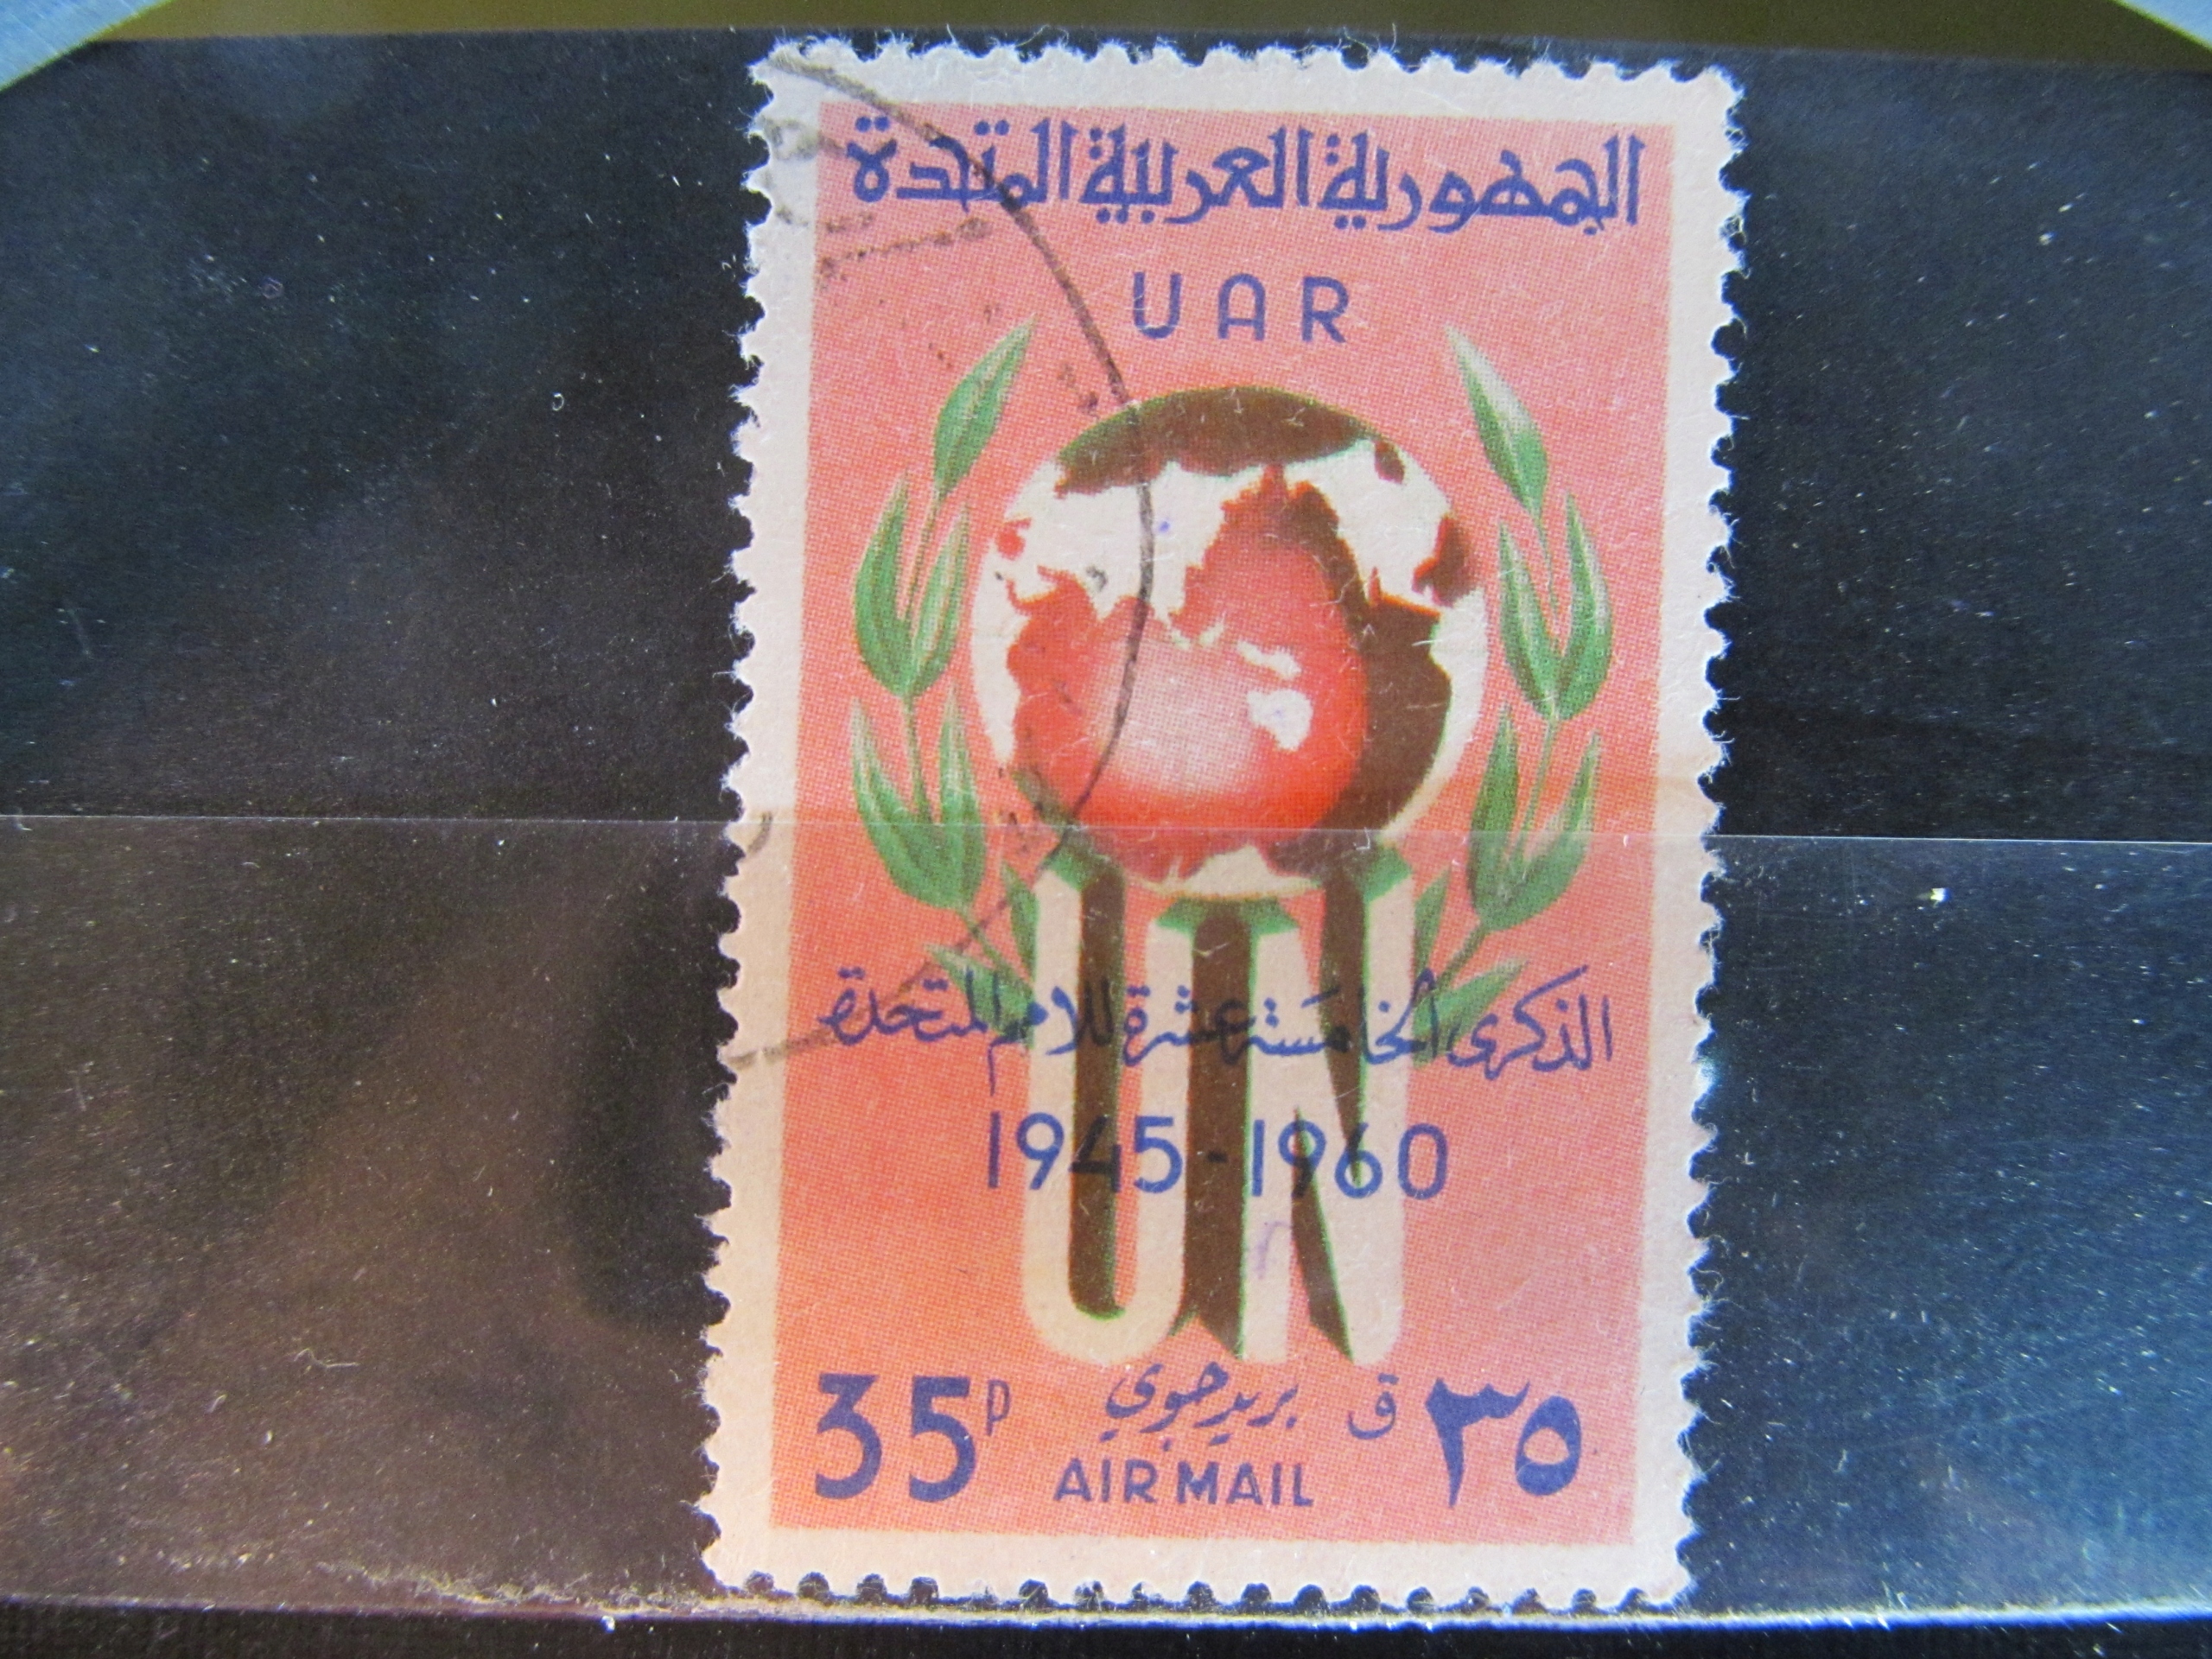 الجمهورية العربية المتحدة
UAR
UN
الذكرى الخامسة عشرة للامم المتحدة
1945-1960
35P بريد جوي ق ٣٥
AIR MAIL